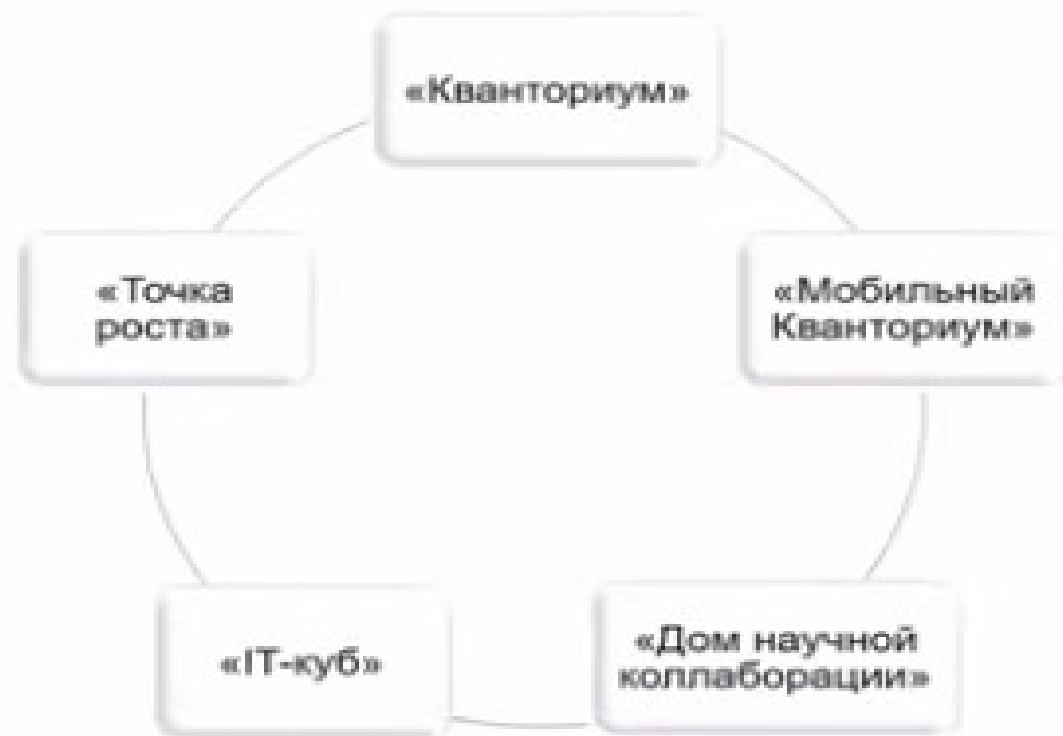 «Кванториум»
«Мобильный
Кванториум»
«Дом научной
коллаборации»
«IT-куб»
«Точка
роста»